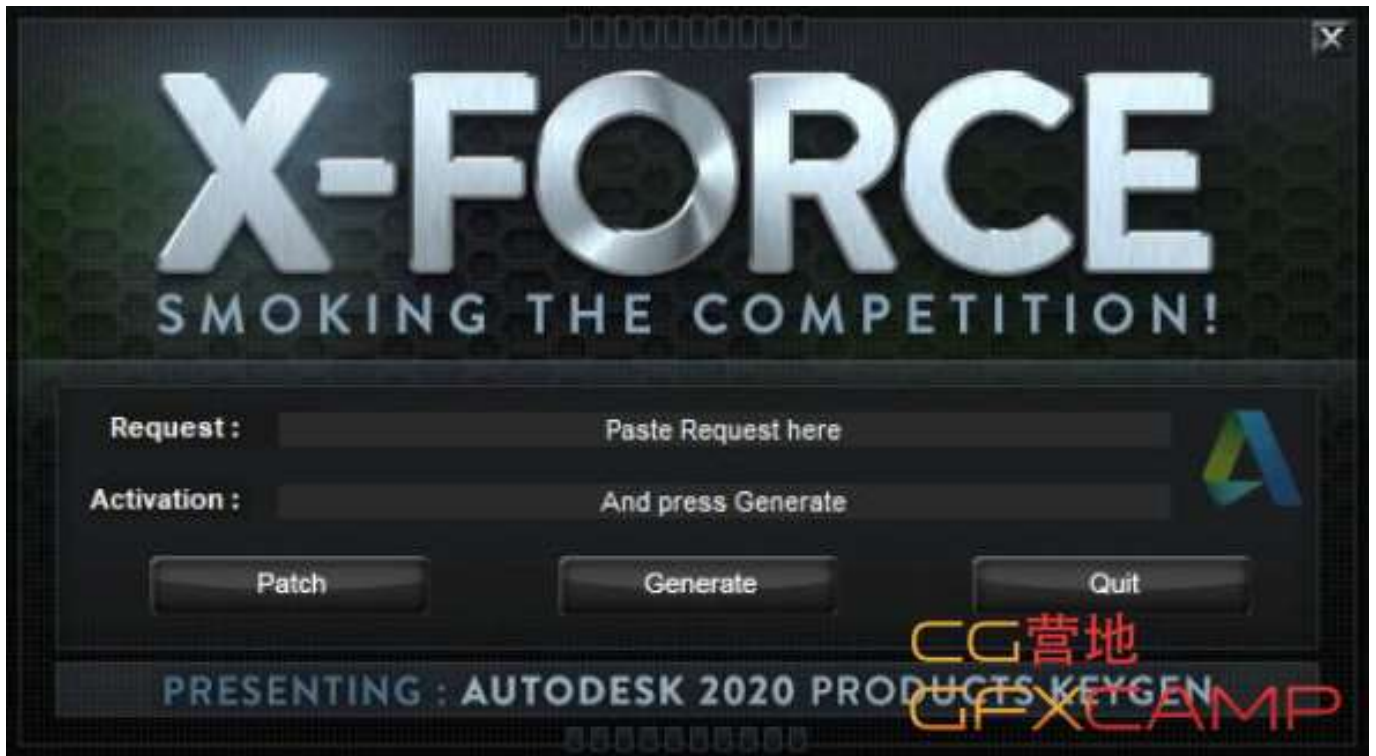 X-FORCE
SMOKING THE COMPETITION!
Request :
Paste Request here
Activation :
And press Generate
Patch
Generate
Quit
CG营地
PRESENTING : AUTODESK 2020 PRODUCTS KEYGEN
GFXCAMP